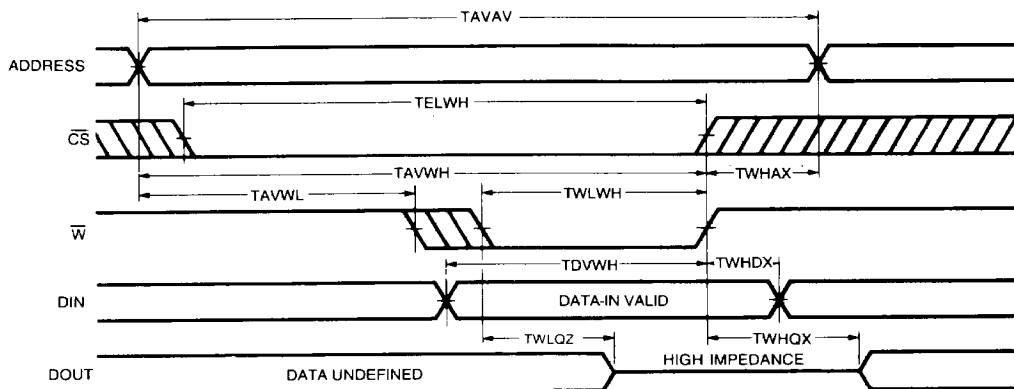 TAVAV
ADDRESS
TELWH
CS
TAVWH
TWHAX
TAVWL
TWLWH
W
TDVWH
TWHDX
DIN
DATA-IN VALID
TWLQZ
TWHQX
HIGH IMPEDANCE
DOUT
DATA UNDEFINED